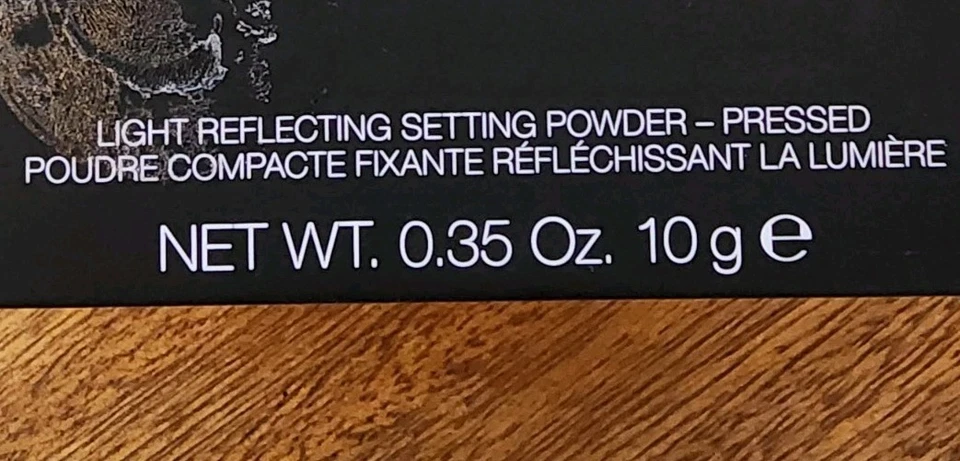 LIGHT REFLECTING SETTING POWDER – PRESSED
POUDRE COMPACTE FIXANTE RÉFLÉCHISSANT LA LUMIÈRE
NET WT. 0.35 Oz. 10 g ℮